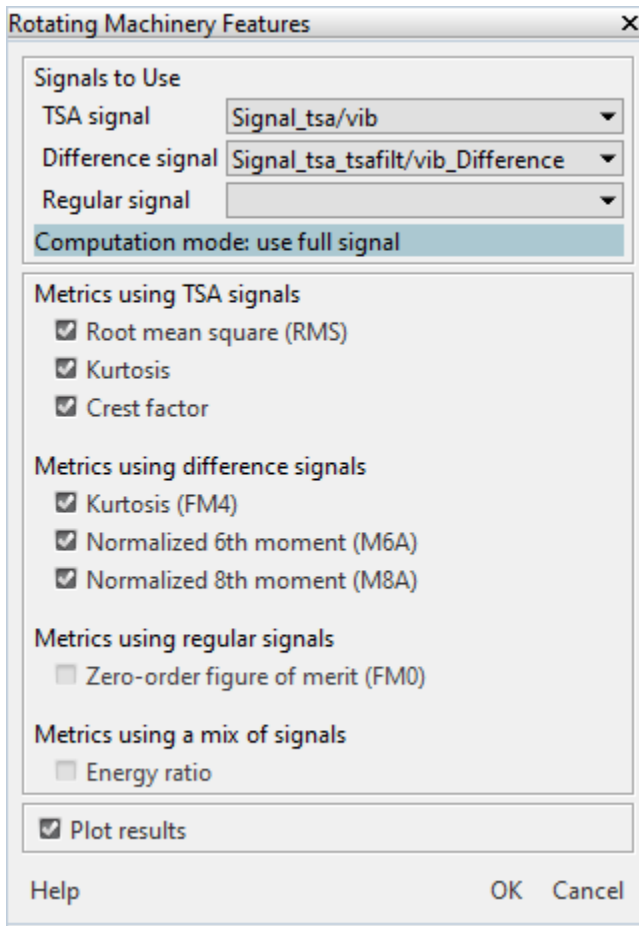 Rotating Machinery Features
Signals to Use
TSA signal Signal_tsa/vib
Difference signal Signal_tsa_tsafilt/vib_Difference
Regular signal
Computation mode: use full signal
Metrics using TSA signals
Root mean square (RMS)
Kurtosis
Crest factor
Metrics using difference signals
Kurtosis (FM4)
Normalized 6th moment (M6A)
Normalized 8th moment (M8A)
Metrics using regular signals
Zero-order figure of merit (FM0)
Metrics using a mix of signals
Energy ratio
Plot results
Help OK Cancel